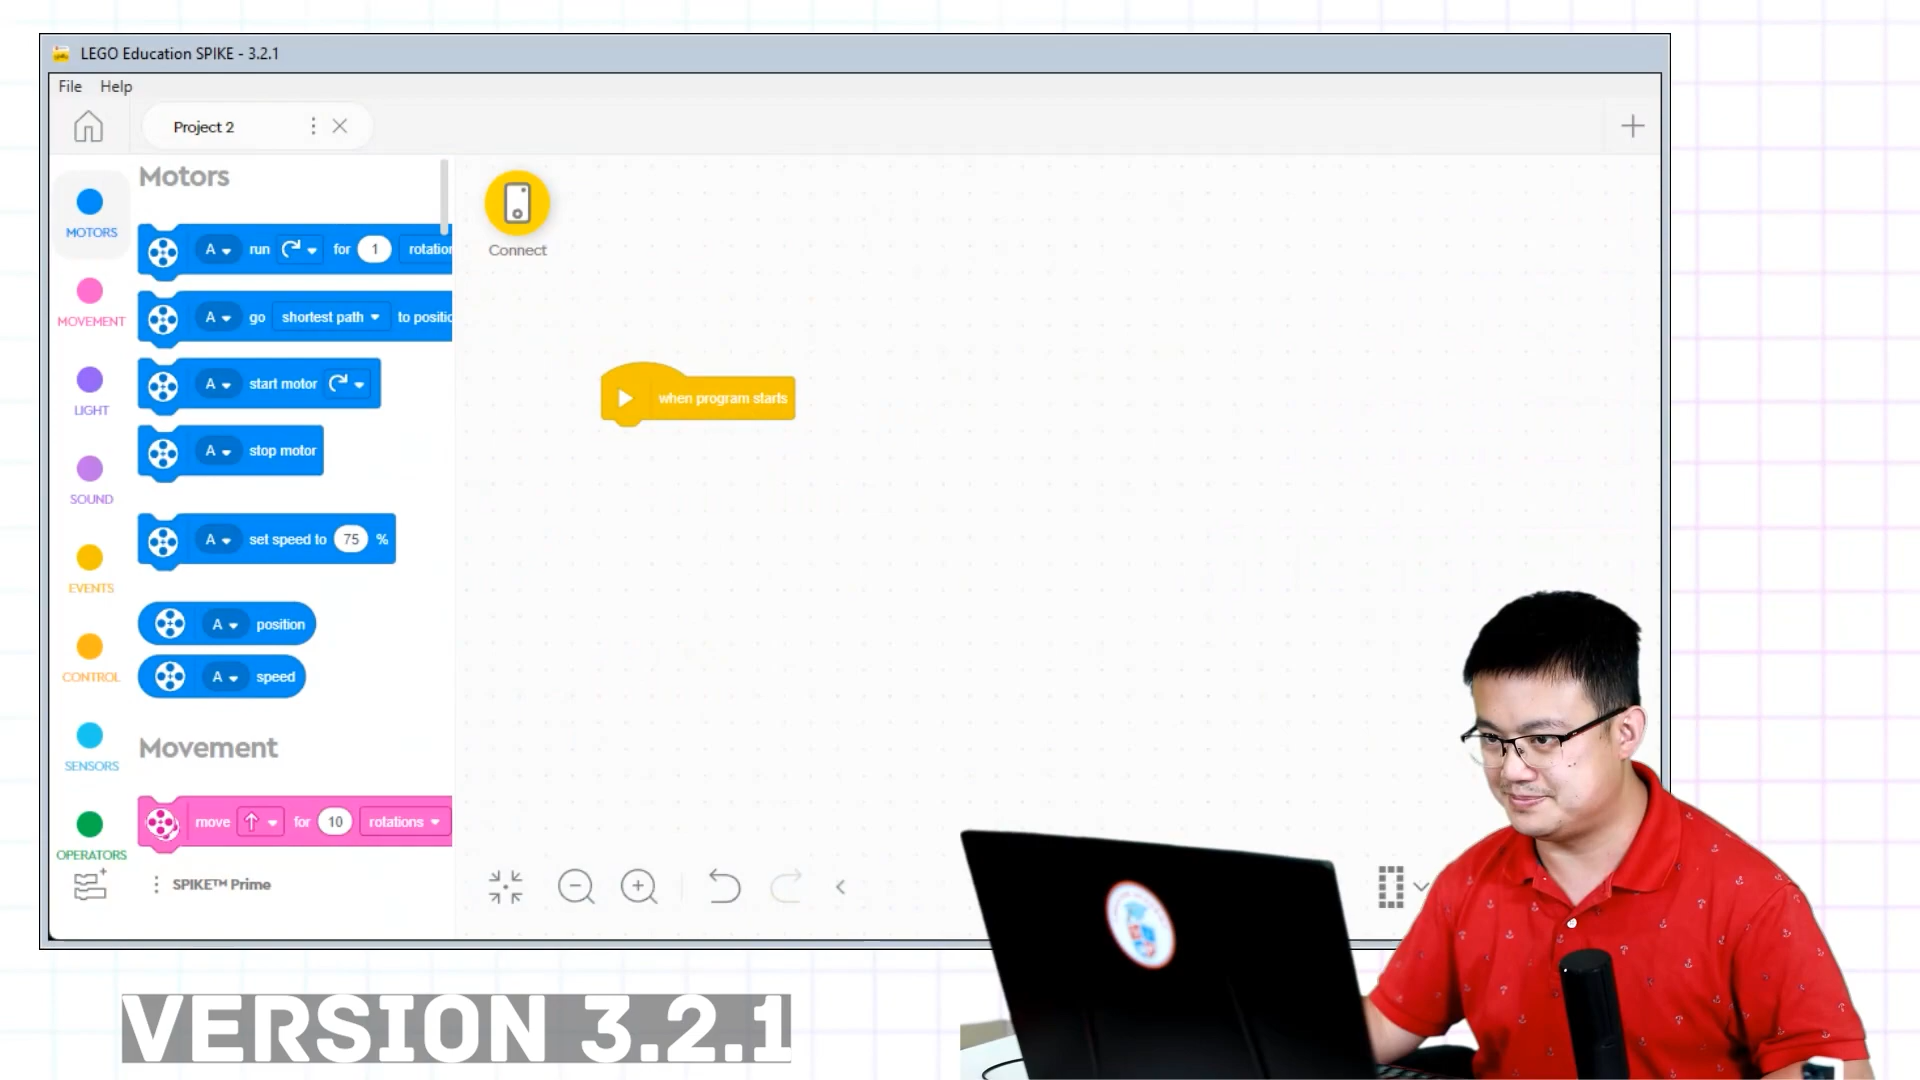 LEGO Education SPIKE - 3.2.1
File Help
Project 2
Motors
MOTORS
A run for 1 rotation
Connect
MOVEMENT
A go shortest path to positio
A start motor
when program starts
LIGHT
A stop motor
SOUND
A set speed to 75 %
EVENTS
A position
CONTROL
A speed
Movement
SENSORS
move for 10 rotations
OPERATORS
SPIKE™ Prime
VERSION 3.2.1